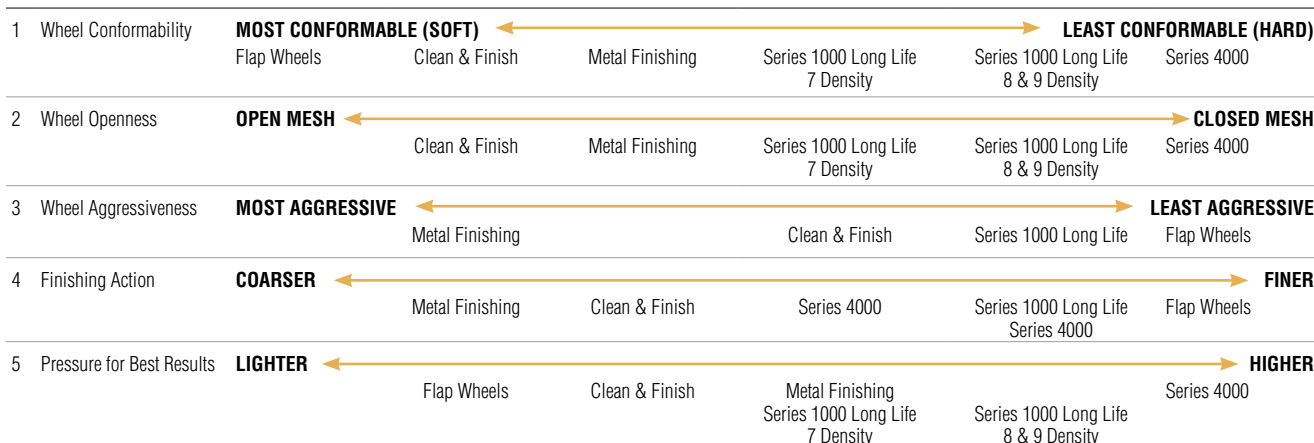 1 Wheel Conformability MOST CONFORMABLE (SOFT) LEAST CONFORMABLE (HARD)
Flap Wheels Clean & Finish Metal Finishing Series 1000 Long Life Series 1000 Long Life Series 4000
7 Density 8 & 9 Density
2 Wheel Openness OPEN MESH CLOSED MESH
Clean & Finish Metal Finishing Series 1000 Long Life Series 1000 Long Life Series 4000
7 Density 8 & 9 Density
3 Wheel Aggressiveness MOST AGGRESSIVE LEAST AGGRESSIVE
Metal Finishing Clean & Finish Series 1000 Long Life Flap Wheels
4 Finishing Action COARSER FINER
Metal Finishing Clean & Finish Series 4000 Series 1000 Long Life Flap Wheels
Series 4000
5 Pressure for Best Results LIGHTER HIGHER
Flap Wheels Clean & Finish Metal Finishing Series 4000
Series 1000 Long Life Series 1000 Long Life
7 Density 8 & 9 Density